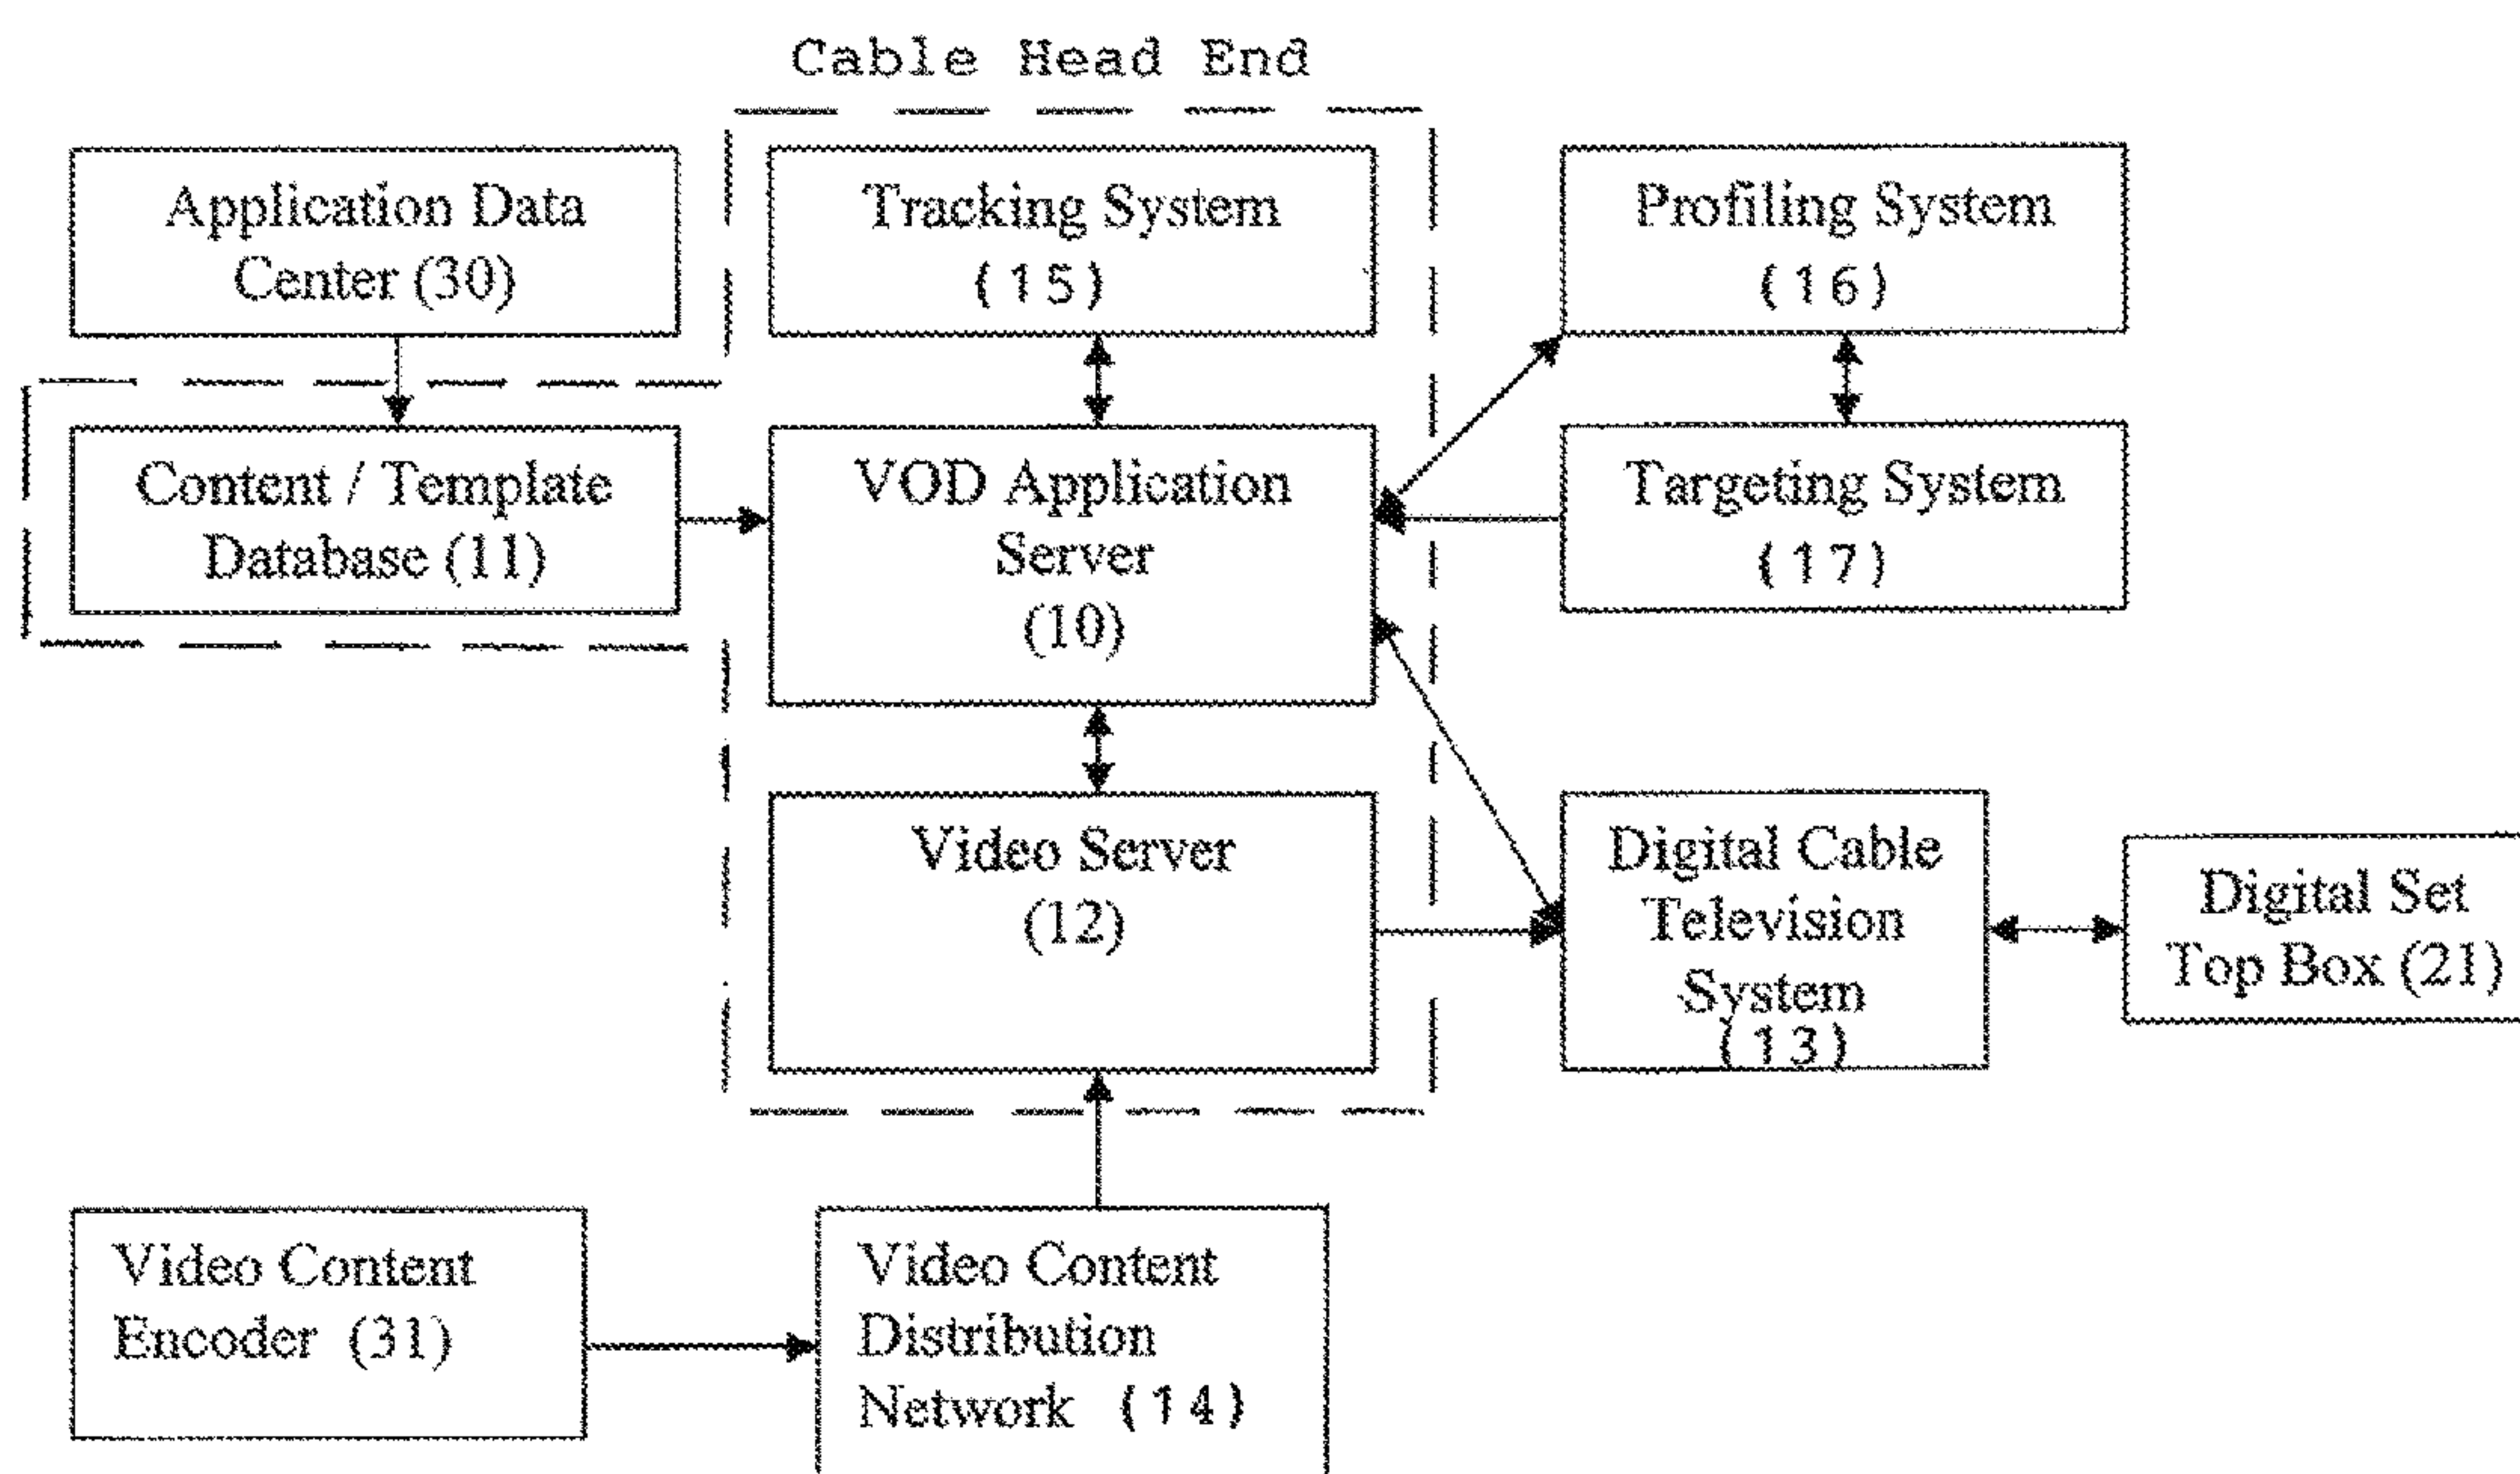 Cable Head End
Application Data
Center (30)
Tracking System
(15)
Profiling System
(16)
Content / Template
Database (11)
VOD Application
Server
(10)
Targeting System
(17)
Video Server
(12)
Digital Cable
Television
System
(13)
Digital Set
Top Box (21)
Video Content
Encoder (31)
Video Content
Distribution
Network (14)